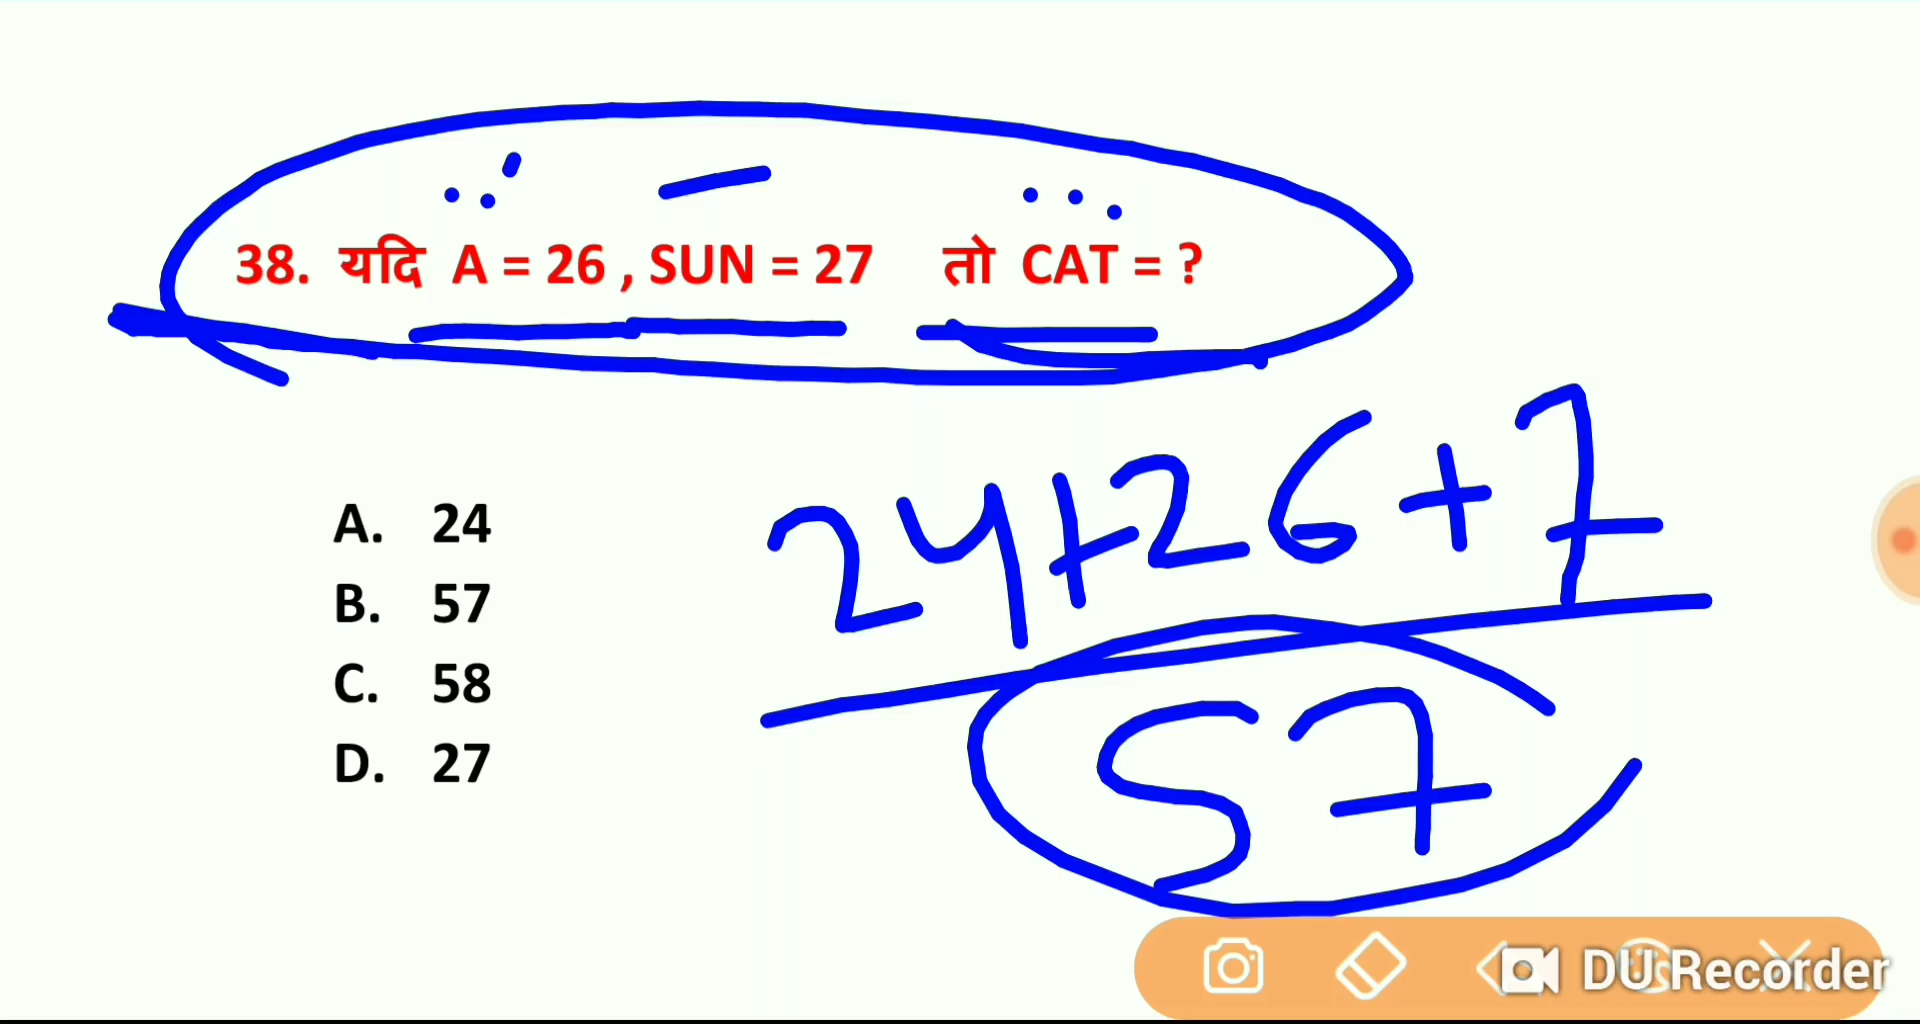 38. यदि A = 26 , SUN = 27 तो CAT = ?
A. 24
B. 57
C. 58
D. 27
24+26+7
57
DU Recorder